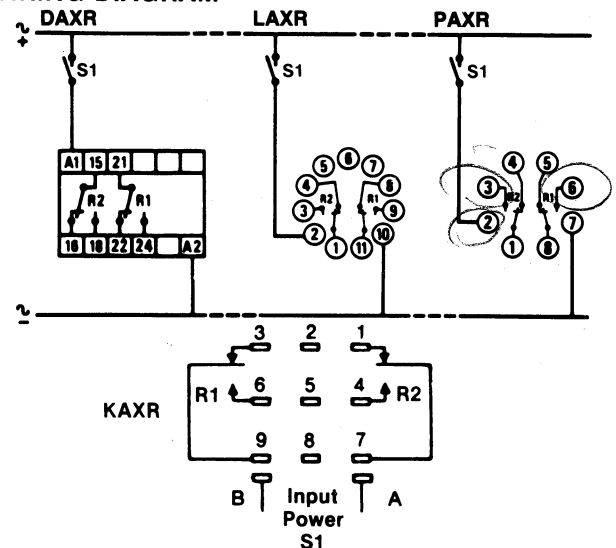 DAXR LAXR PAXR
~
+
S1 S1 S1
A1 15 21
R2 R1
16 18 22 24 A2
6
5 7
4 8
3 R2 R1 9
2 10
1 11
4 5
3 R2 R1 6
2 7
1 8
~
-
3 2 1
R1 6 5 4 R2
KAXR
9 8 7
B Input A
Power
S1